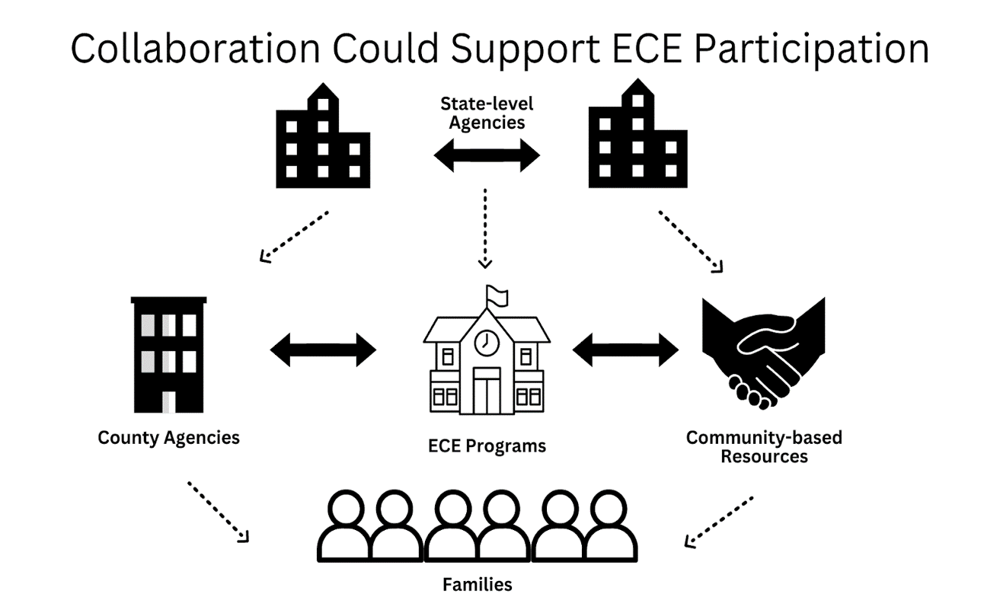 Collaboration Could Support ECE Participation
State-level
Agencies
County Agencies
ECE Programs
Community-based
Resources
Families